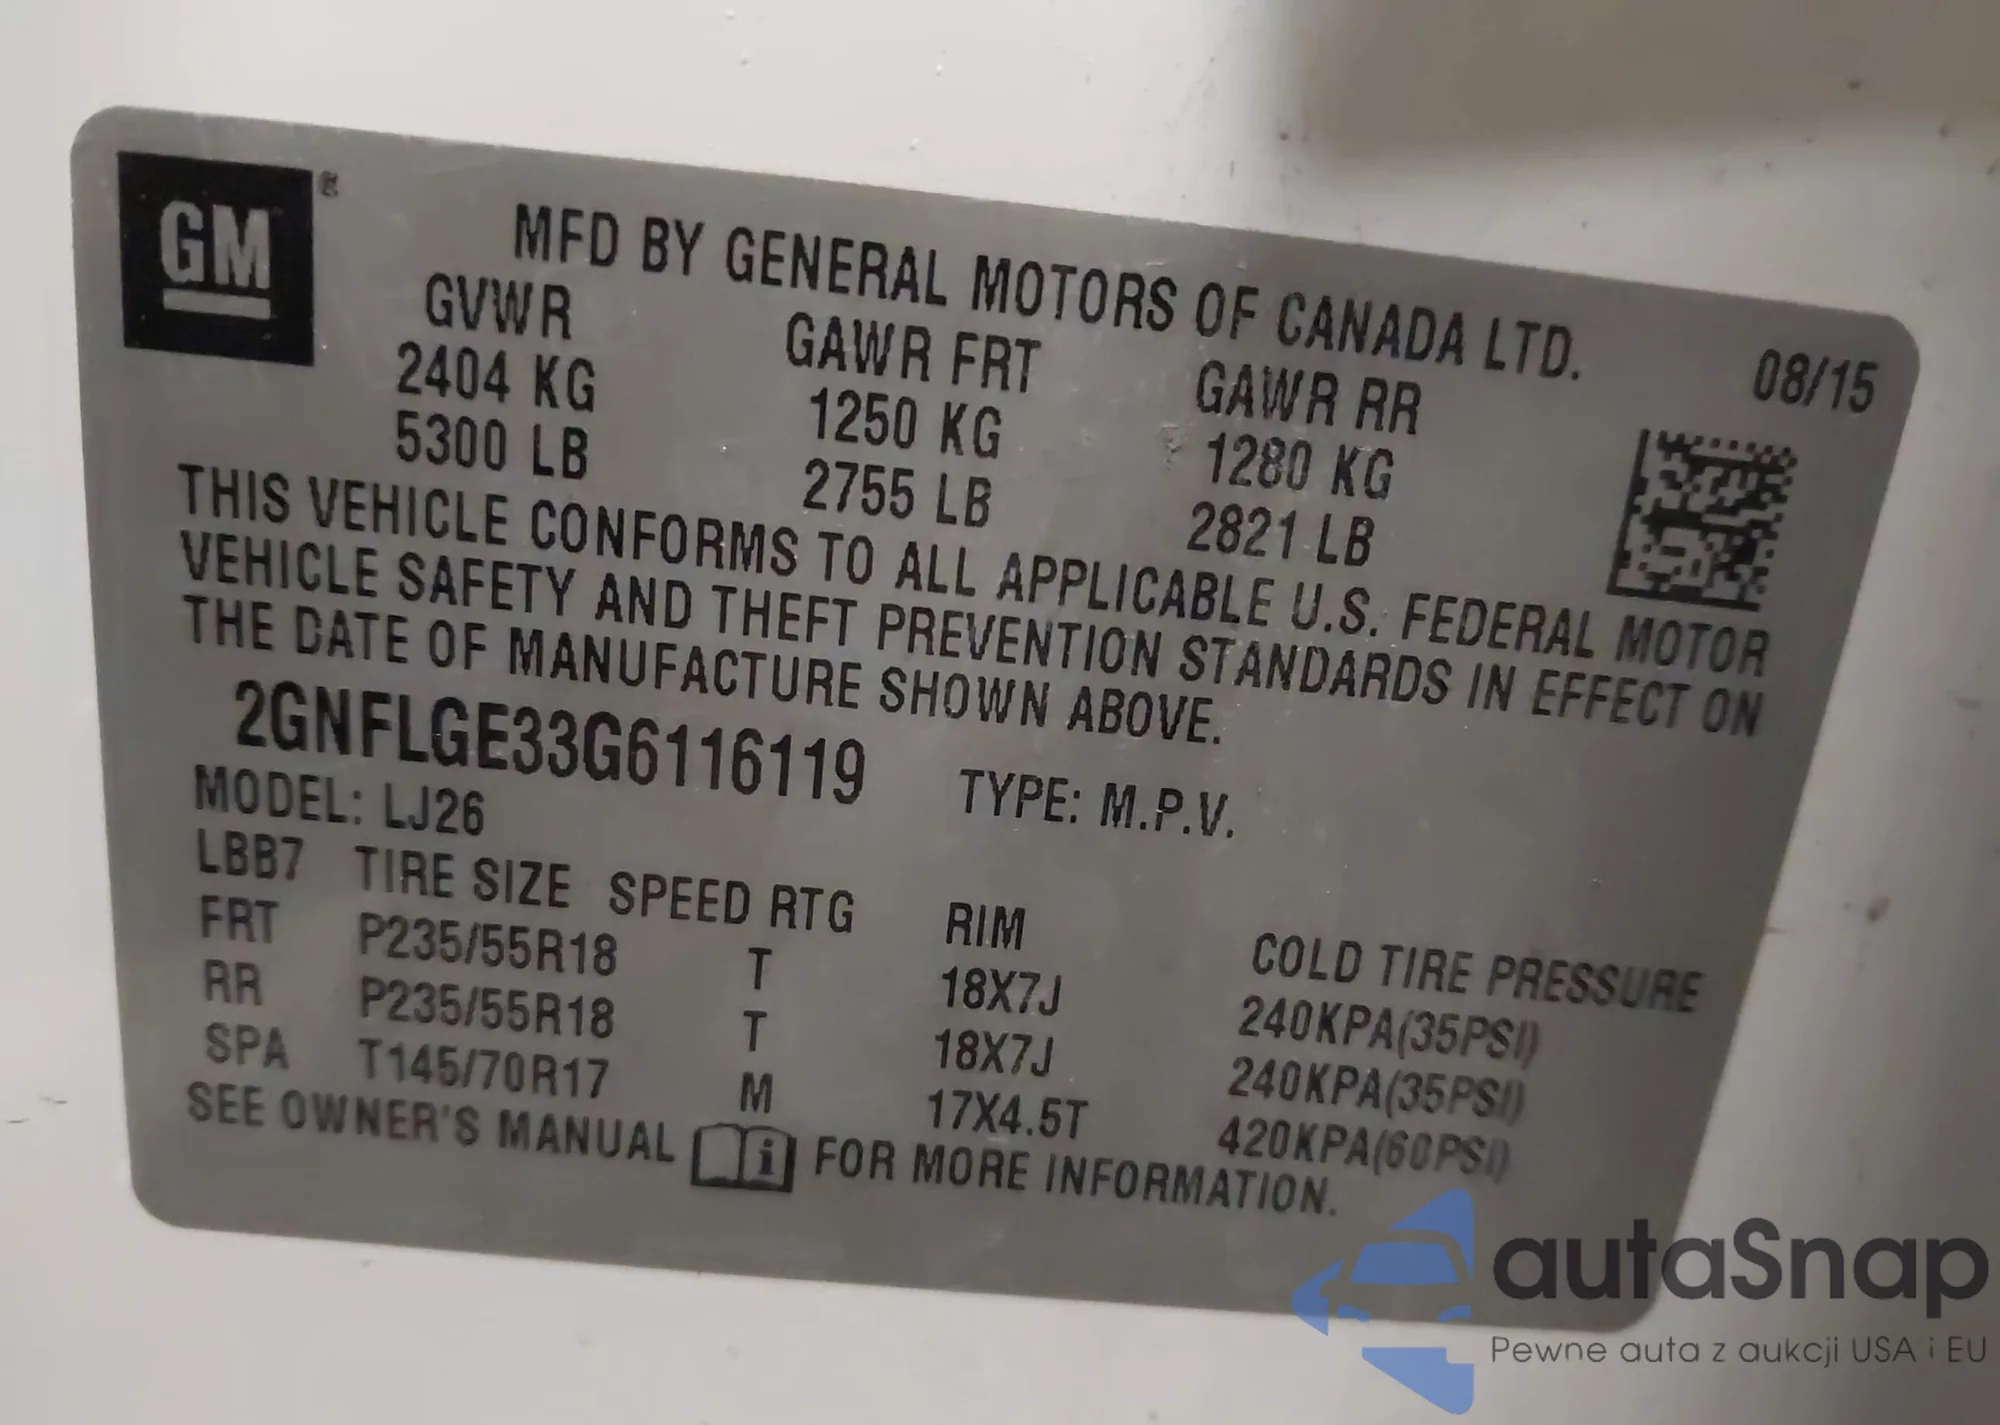 GM
MFD BY GENERAL MOTORS OF CANADA LTD. 08/15
GVWR GAWR FRT GAWR RR
2404 KG 1250 KG 1280 KG
5300 LB 2755 LB 2821 LB
THIS VEHICLE CONFORMS TO ALL APPLICABLE U.S. FEDERAL MOTOR
VEHICLE SAFETY AND THEFT PREVENTION STANDARDS IN EFFECT ON
THE DATE OF MANUFACTURE SHOWN ABOVE.
2GNFLGE33G6116119 TYPE: M.P.V.
MODEL: LJ26
LBB7 TIRE SIZE SPEED RTG RIM COLD TIRE PRESSURE
FRT P235/55R18 T 18X7J 240KPA(35PSI)
RR P235/55R18 T 18X7J 240KPA(35PSI)
SPA T145/70R17 M 17X4.5T 420KPA(60PSI)
SEE OWNER'S MANUAL i FOR MORE INFORMATION.
autaSnap
Pewne auta z aukcji USA i EU